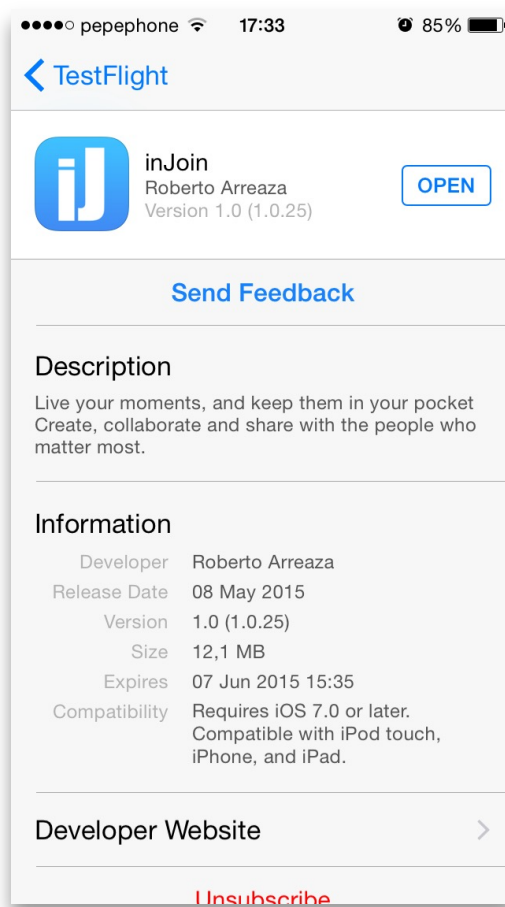 pepephone 17:33 85%
TestFlight
iJ
inJoin
Roberto Arreaza
Version 1.0 (1.0.25)
OPEN
Send Feedback
Description
Live your moments, and keep them in your pocket
Create, collaborate and share with the people who
matter most.
Information
Developer Roberto Arreaza
Release Date 08 May 2015
Version 1.0 (1.0.25)
Size 12,1 MB
Expires 07 Jun 2015 15:35
Compatibility Requires iOS 7.0 or later.
Compatible with iPod touch,
iPhone, and iPad.
Developer Website
Unsubscribe